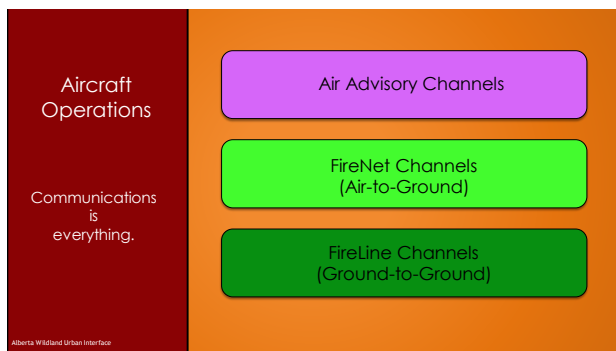 Aircraft
Operations
Communications
is
everything.
Alberta Wildland Urban Interface
Air Advisory Channels
FireNet Channels
(Air-to-Ground)
FireLine Channels
(Ground-to-Ground)